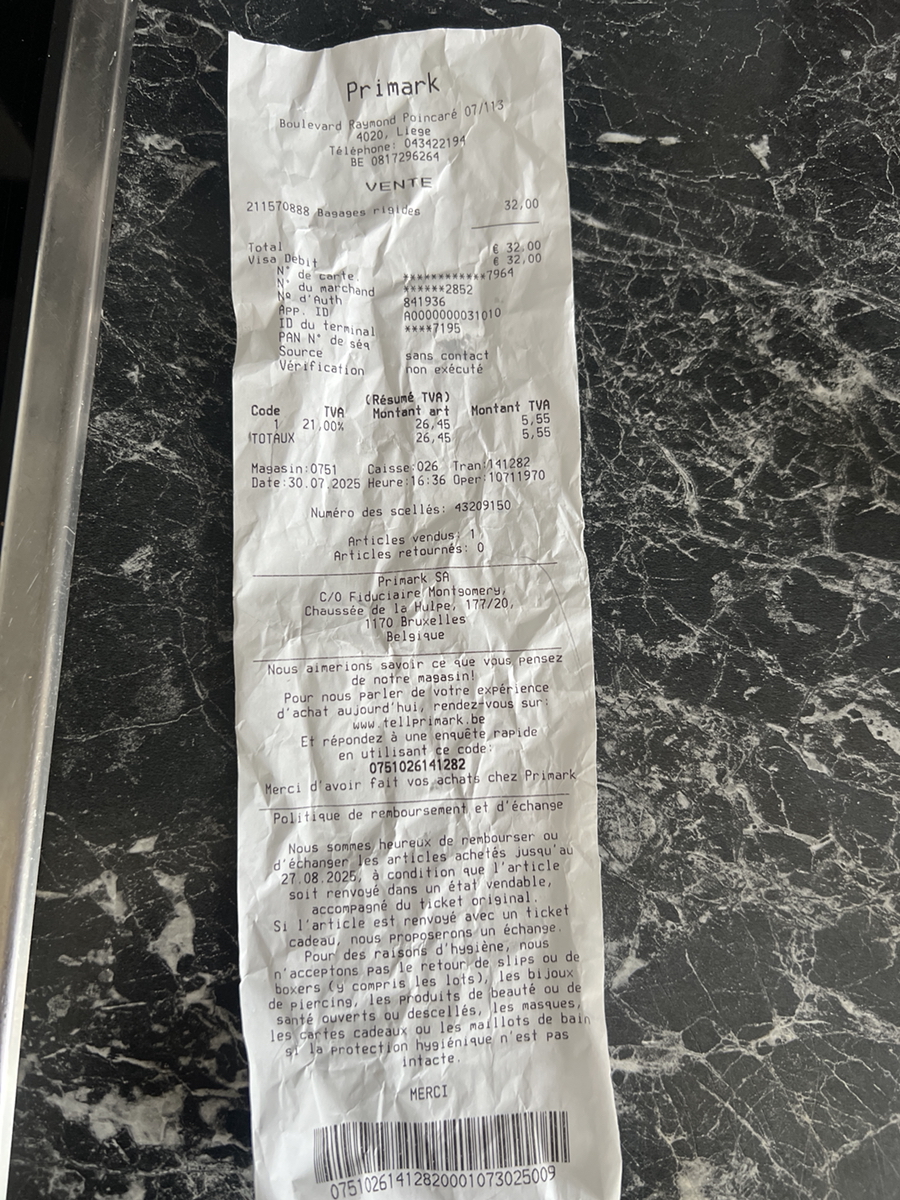 Primark
Boulevard Raymond Poincaré 07/113
4020, Liege
Téléphone: 043422194
BE 0817296264
VENTE
211570888 Bagages rigides 32,00
Total € 32,00
Visa Débit € 32,00
N° de carte. ***********7964
N° du marchand ******2852
No d'Auth 841936
App. ID A0000000031010
ID du terminal ****7195
PAN N° de séq
Source sans contact
Vérification non exécuté
(Résumé TVA)
Code TVA Montant art Montant TVA
1 21,00% 26,45 5,55
TOTAUX 26,45 5,55
Magasin:0751 Caisse:026 Tran:141282
Date:30.07.2025 Heure:16:36 Oper:10711970
Numéro des scellés: 43209150
Articles vendus: 1
Articles retournés: 0
Primark SA
C/O Fiduciaire Montgomery,
Chaussée de la Hulpe, 177/20,
1170 Bruxelles
Belgique
Nous aimerions savoir ce que vous pensez
de notre magasin!
Pour nous parler de votre expérience
d'achat aujourd'hui, rendez-vous sur:
www.tellprimark.be
Et répondez à une enquête rapide
en utilisant ce code:
0751026141282
Merci d'avoir fait vos achats chez Primark
Politique de remboursement et d'échange
Nous sommes heureux de rembourser ou
d'échanger les articles achetés jusqu'au
27.08.2025, à condition que l'article
soit renvoyé dans un état vendable,
accompagné du ticket original.
Si l'article est renvoyé avec un ticket
cadeau, nous proposerons un échange.
Pour des raisons d'hygiène, nous
n'acceptons pas le retour de slips ou de
boxers (y compris les lots), les bijoux
de piercing, les produits de beauté ou de
santé ouverts ou descellés, les masques,
les cartes cadeaux ou les maillots de bain
si la protection hygiénique n'est pas
intacte.
MERCI
07510261412820001073025009